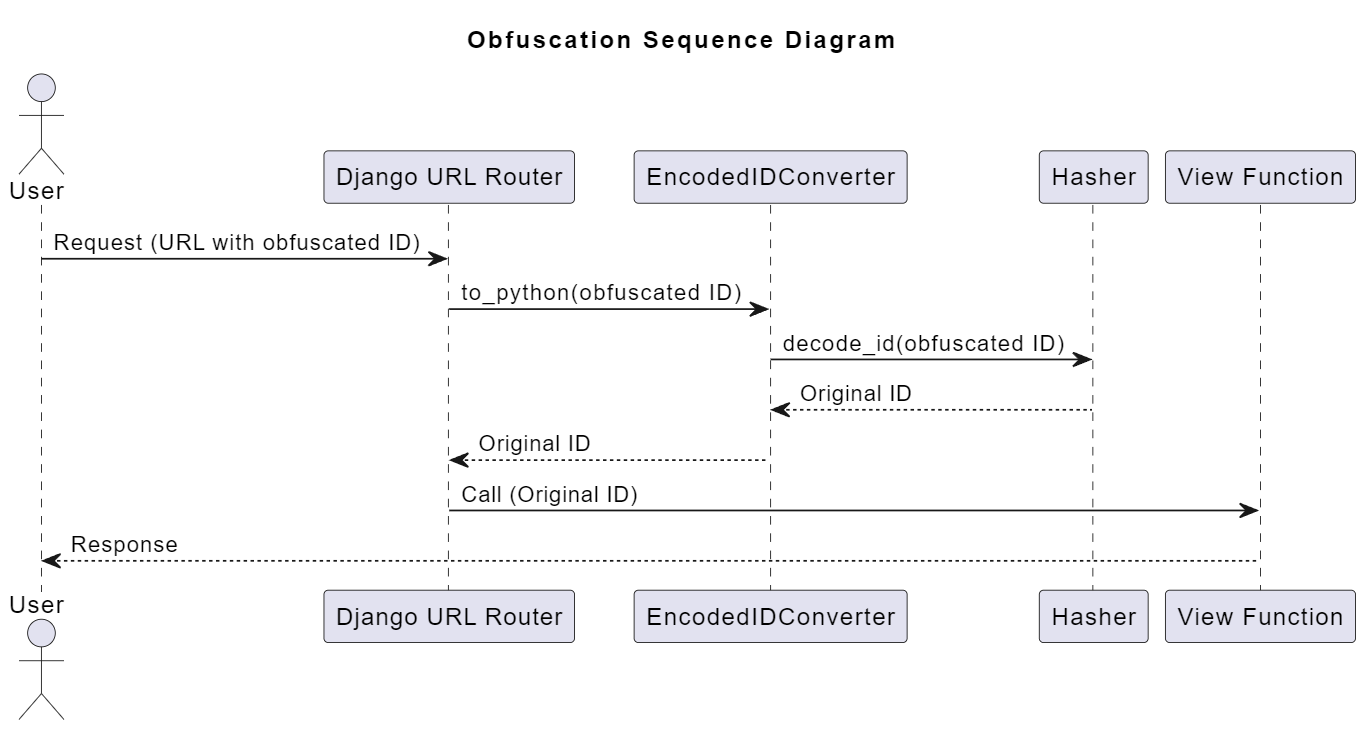 Obfuscation Sequence Diagram
User
Django URL Router
EncodedIDConverter
Hasher
View Function
Request (URL with obfuscated ID)
to_python(obfuscated ID)
decode_id(obfuscated ID)
Original ID
Original ID
Call (Original ID)
Response
User
Django URL Router
EncodedIDConverter
Hasher
View Function